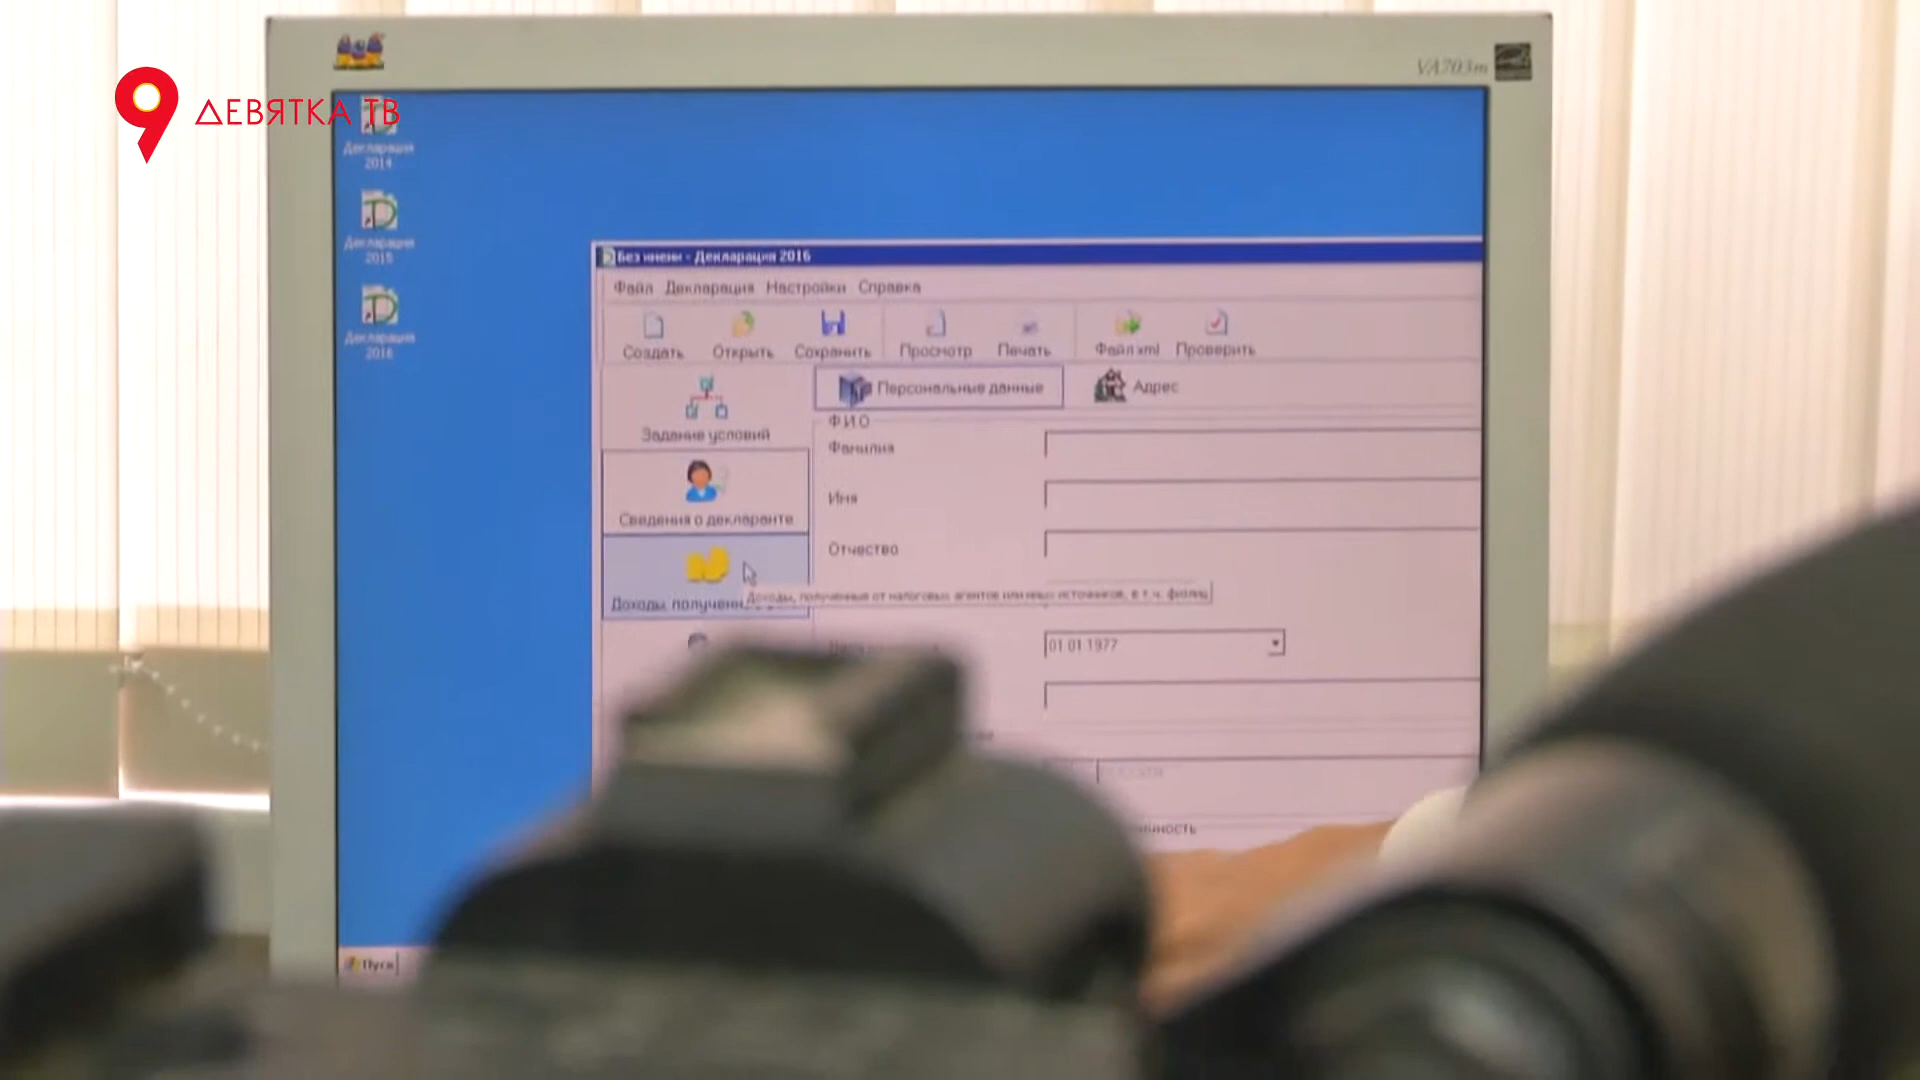 9 ДЕВЯТКА ТВ
VA703m
Декларация
2014
Декларация
2015
Декларация
2016
Без имени - Декларация 2016
Файл Декларация Настройки Справка
Создать Открыть Сохранить Просмотр Печать Файл xml Проверить
Персональные данные Адрес
Задание условий
Сведения о декларанте
Доходы, получен
ФИО
Фамилия
Имя
Отчество
Доходы, полученные от налоговых агентов или иных источников, в т.ч. физлиц
01 01 1977
Пуск